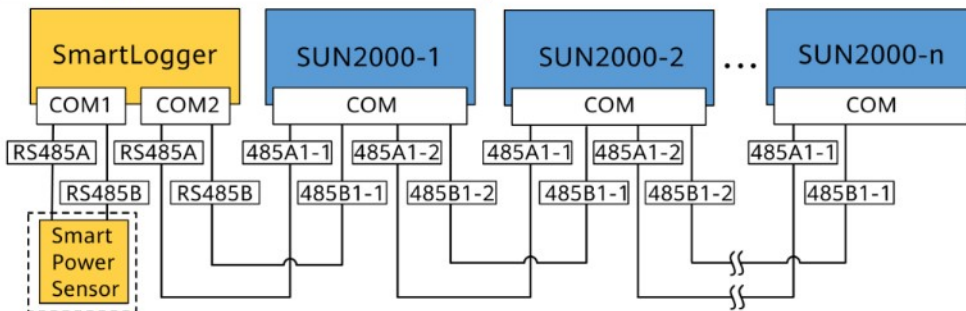 SmartLogger
SUN2000-1
SUN2000-2
...
SUN2000-n
COM1
COM2
COM
COM
COM
RS485A
RS485A
485A1-1
485A1-2
485A1-1
485A1-2
485A1-1
RS485B
RS485B
485B1-1
485B1-2
485B1-1
485B1-2
485B1-1
Smart
Power
Sensor